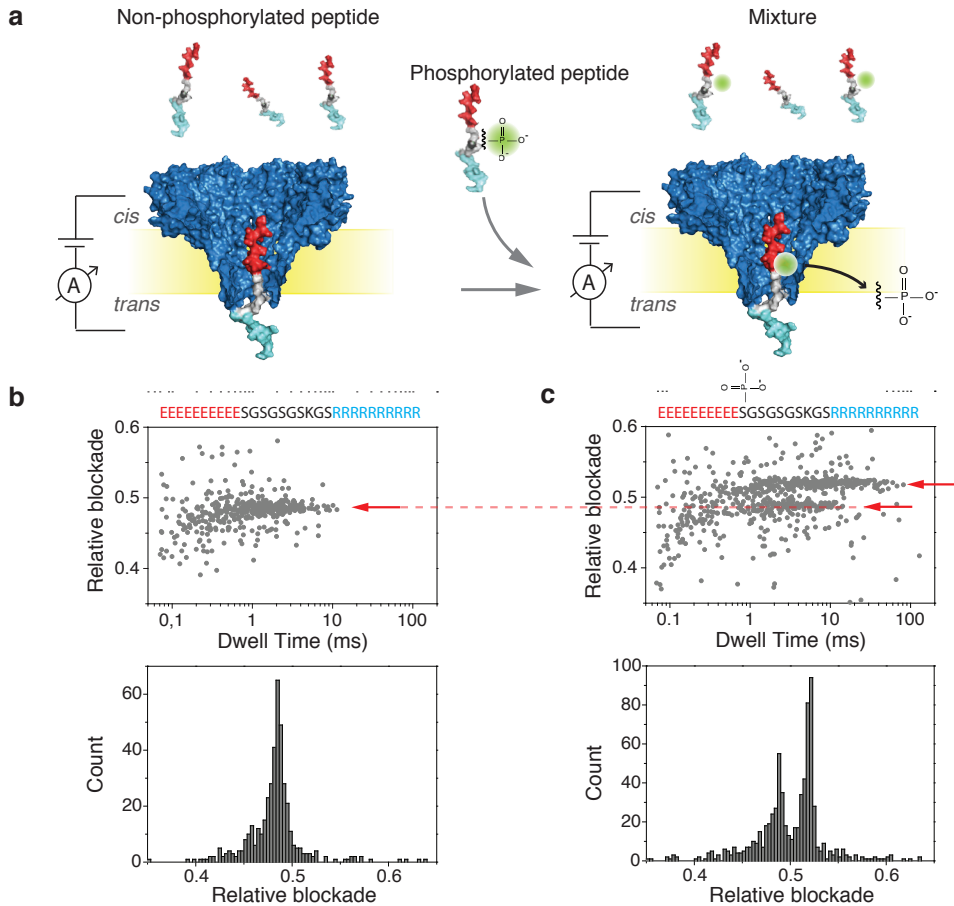 a
Non-phosphorylated peptide
Mixture
Phosphorylated peptide
O
P
O-
O-
cis
A
trans
cis
A
trans
O
P
O-
O-
b
EEEEEEEEEESGSGSGSKGSRRRRRRRRRR
0.6
0.5
0.4
Relative blockade
0,1
1
10
100
Dwell Time (ms)
60
40
20
0
Count
0.4
0.5
0.6
Relative blockade
c
O-
O
P
O-
EEEEEEEEEESGSGSGSKGSRRRRRRRRRR
0.6
0.5
0.4
Relative blockade
0.1
1
10
100
Dwell Time (ms)
100
80
60
40
20
0
Count
0.4
0.5
0.6
Relative blockade